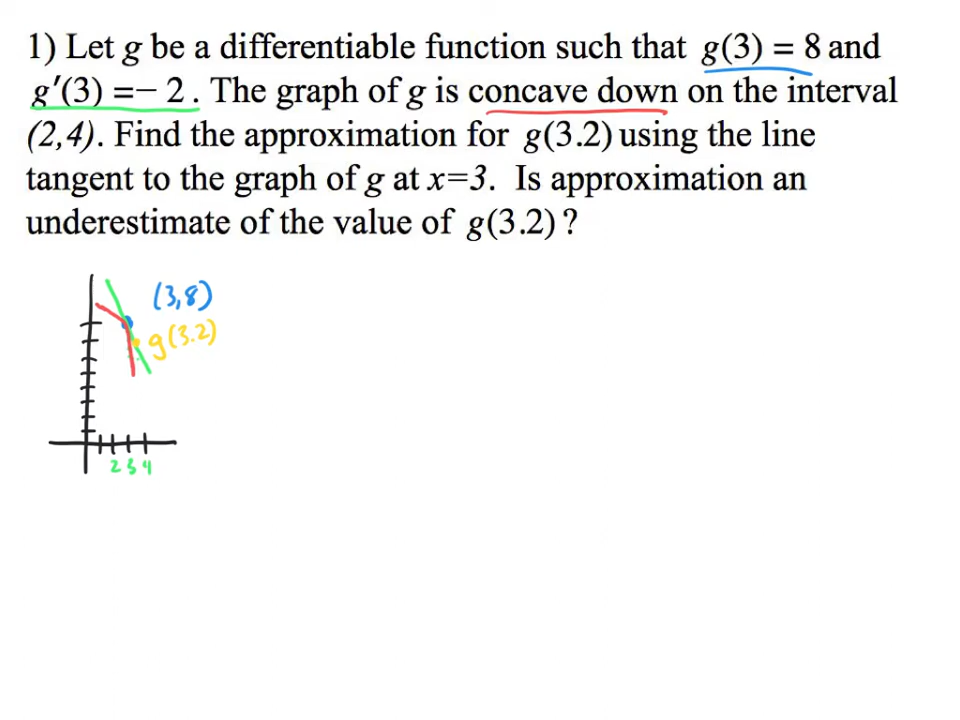 1) Let g be a differentiable function such that g(3) = 8 and
g′(3) =− 2 . The graph of g is concave down on the interval
(2,4). Find the approximation for g(3.2) using the line
tangent to the graph of g at x=3. Is approximation an
underestimate of the value of g(3.2) ?
(3,8)
g(3.2)
2 3 4